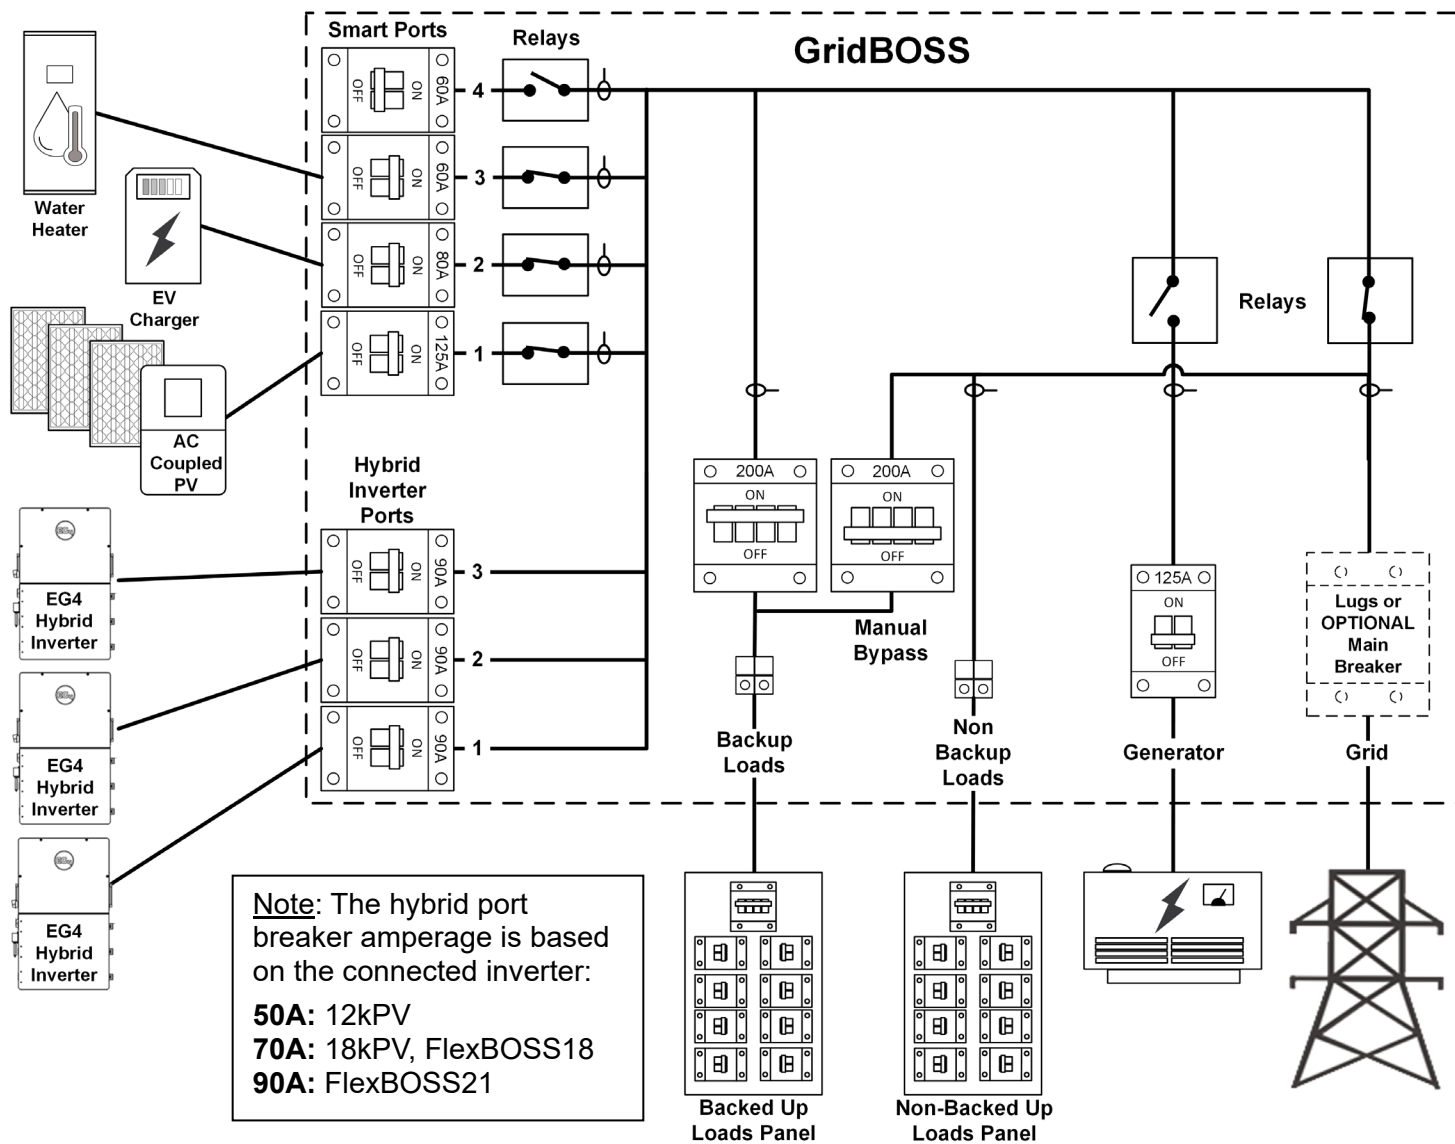 GridBOSS
Smart Ports
Relays
OFF
ON
60A
4
OFF
ON
60A
3
OFF
ON
80A
2
OFF
ON
125A
1
Water
Heater
EV
Charger
AC
Coupled
PV
Relays
Hybrid
Inverter
Ports
OFF
ON
90A
3
OFF
ON
90A
2
OFF
ON
90A
1
EG4
Hybrid
Inverter
EG4
Hybrid
Inverter
EG4
Hybrid
Inverter
200A
ON
OFF
200A
ON
OFF
Manual
Bypass
125A
ON
OFF
Lugs or
OPTIONAL
Main
Breaker
Backup
Loads
Non
Backup
Loads
Generator
Grid
Note: The hybrid port
breaker amperage is based
on the connected inverter:
50A: 12kPV
70A: 18kPV, FlexBOSS18
90A: FlexBOSS21
Backed Up
Loads Panel
Non-Backed Up
Loads Panel